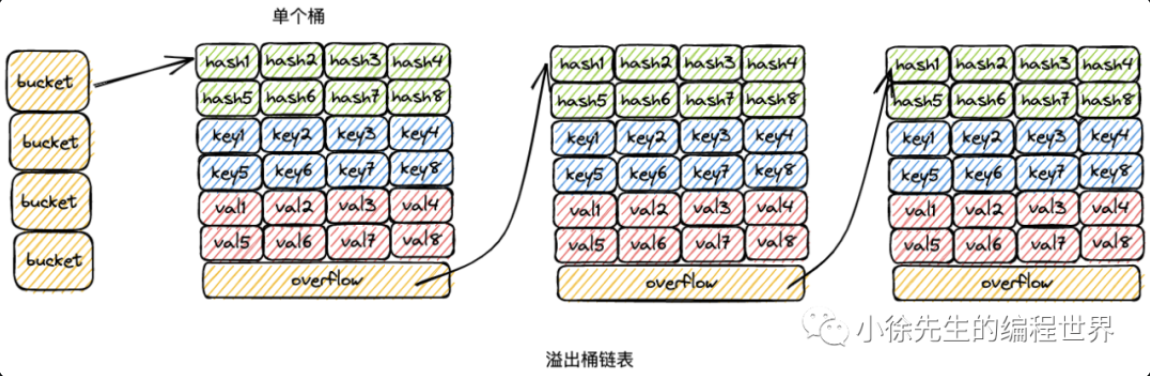 单个桶
bucket
bucket
bucket
bucket
hash1 hash2 hash3 hash4
hash5 hash6 hash7 hash8
key1 key2 key3 key4
key5 key6 key7 key8
val1 val2 val3 val4
val5 val6 val7 val8
overflow
hash1 hash2 hash3 hash4
hash5 hash6 hash7 hash8
key1 key2 key3 key4
key5 key6 key7 key8
val1 val2 val3 val4
val5 val6 val7 val8
overflow
hash1 hash2 hash3 hash4
hash5 hash6 hash7 hash8
key1 key2 key3 key4
key5 key6 key7 key8
val1 val2 val3 val4
val5 val6 val7 val8
overflow
小徐先生的编程世界
溢出桶链表